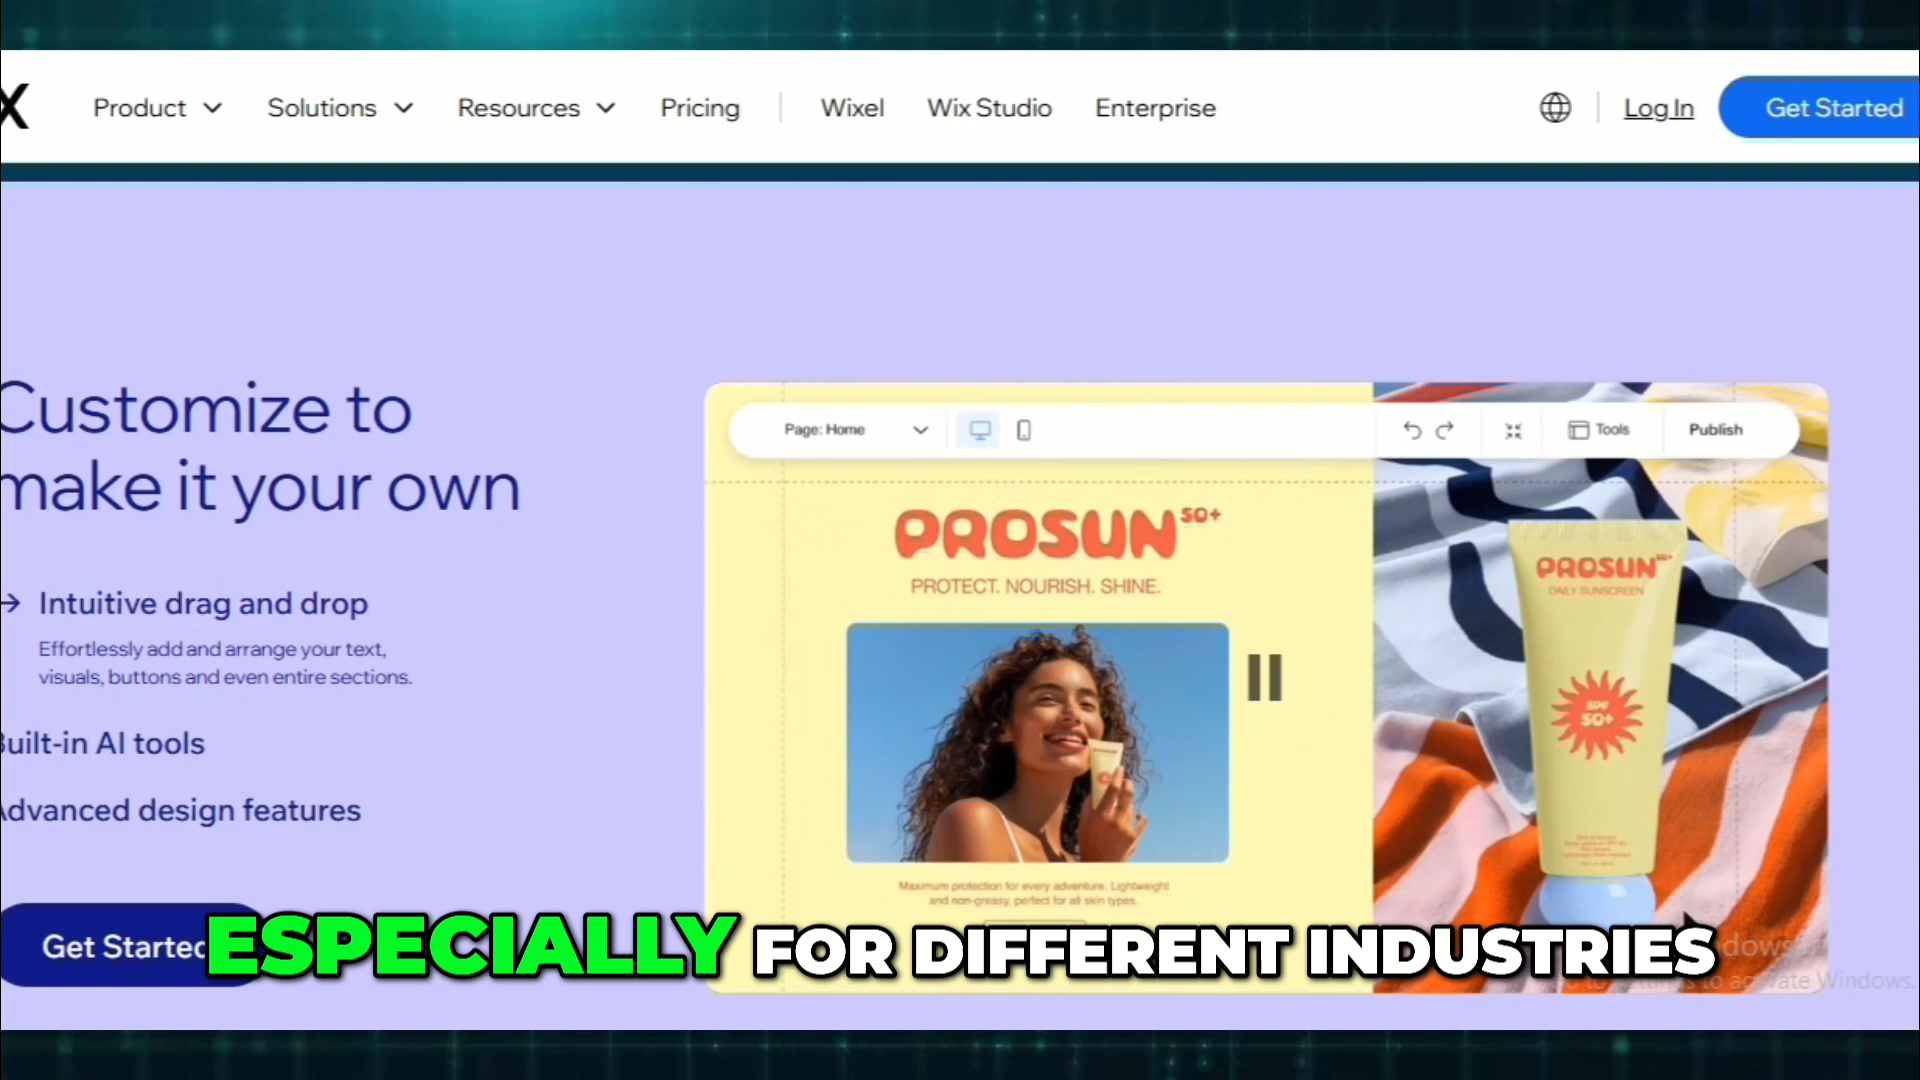 X
Product
Solutions
Resources
Pricing
Wixel
Wix Studio
Enterprise
Log In
Get Started
Customize to
make it your own
→ Intuitive drag and drop
Effortlessly add and arrange your text,
visuals, buttons and even entire sections.
Built-in AI tools
Advanced design features
Get Started
Page: Home
Tools
Publish
PROSUN 50+
PROTECT. NOURISH. SHINE.
Maximum protection for every adventure. Lightweight
and non-greasy, perfect for all skin types.
PROSUN 50+
DAILY SUNSCREEN
SPF
50+
ESPECIALLY FOR DIFFERENT INDUSTRIES
Windows.